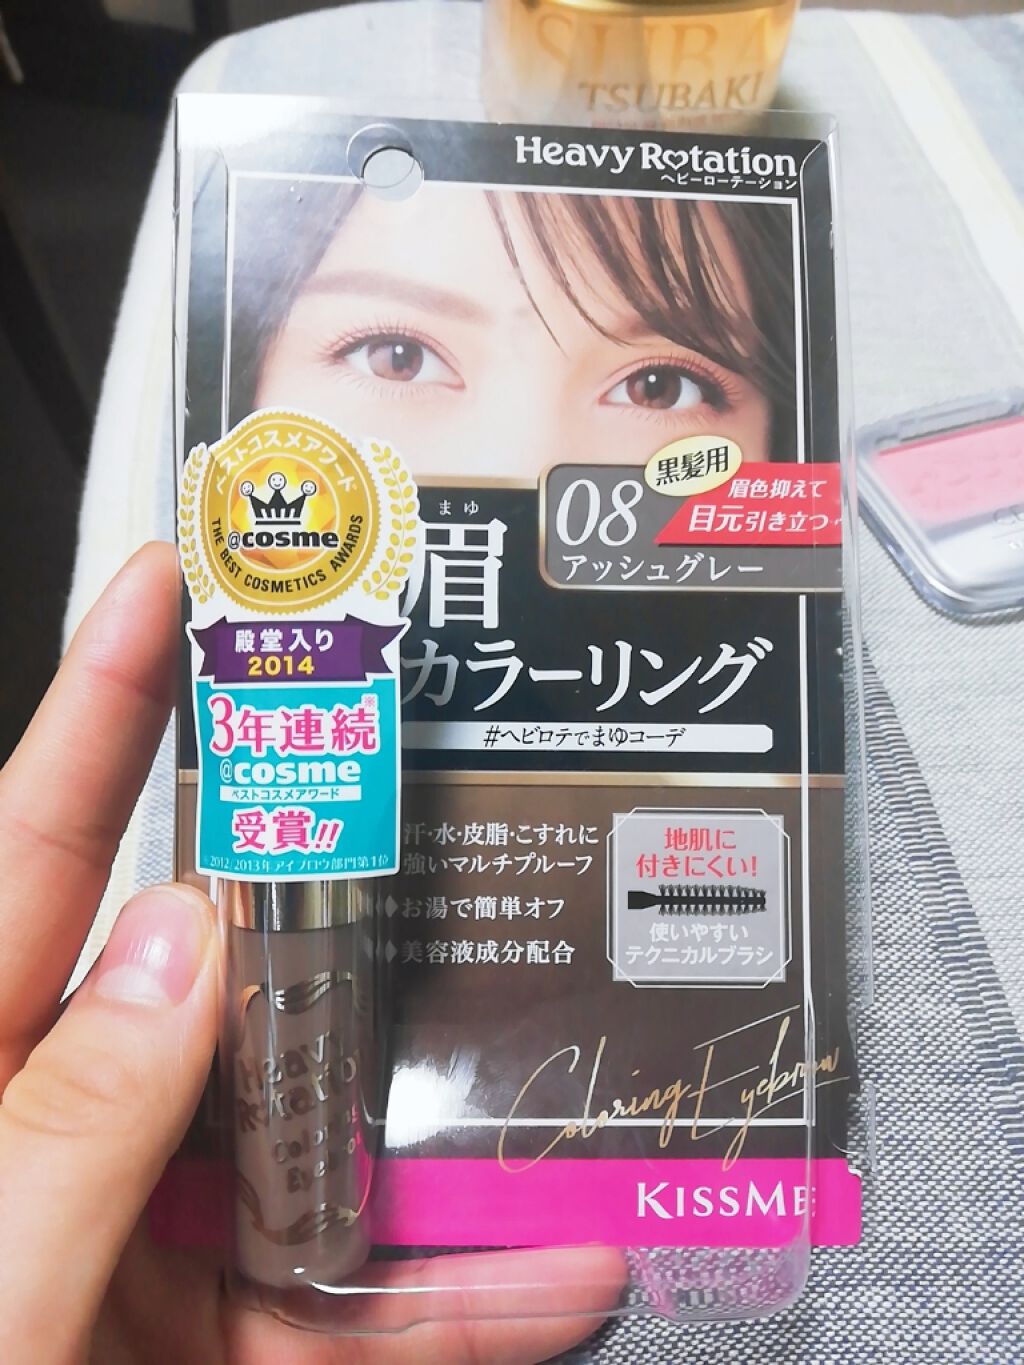 TSUBAKI
Heavy Rotation
ヘビーローテーション
黒髪用
08
アッシュグレー
眉色抑えて
目元引き立つ
ベストコスメアワード
@cosme
THE BEST COSMETICS AWARDS
殿堂入り
2014
3年連続※
@cosme
ベストコスメアワード
受賞!!
※2012/2013年アイブロウ部門第1位
まゆ
眉
カラーリング
#ヘビロテでまゆコーデ
汗・水・皮脂・こすれに
強いマルチプルーフ
お湯で簡単オフ
美容液成分配合
地肌に
付きにくい!
使いやすい
テクニカルブラシ
Coloring Eyebrow
Heavy
Rotation
Coloring
Eyebro
KISSME